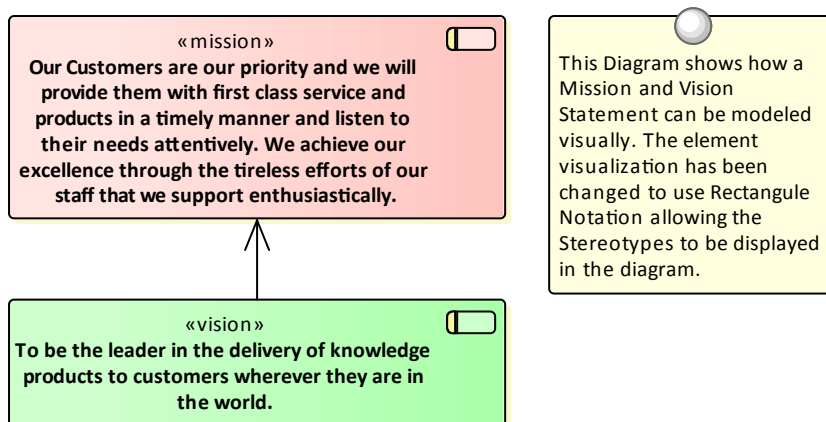 «mission»
Our Customers are our priority and we will
provide them with first class service and
products in a timely manner and listen to
their needs attentively. We achieve our
excellence through the tireless efforts of our
staff that we support enthusiastically.
«vision»
To be the leader in the delivery of knowledge
products to customers wherever they are in
the world.
This Diagram shows how a
Mission and Vision
Statement can be modeled
visually. The element
visualization has been
changed to use Rectangule
Notation allowing the
Stereotypes to be displayed
in the diagram.